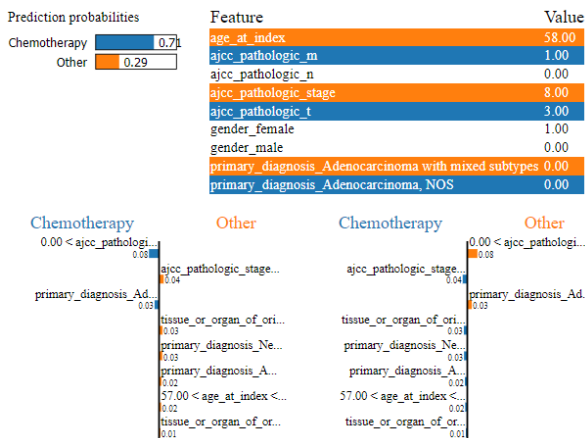 Prediction probabilities
Chemotherapy 0.71
Other 0.29
Feature Value
age_at_index 58.00
ajcc_pathologic_m 1.00
ajcc_pathologic_n 0.00
ajcc_pathologic_stage 8.00
ajcc_pathologic_t 3.00
gender_female 1.00
gender_male 0.00
primary_diagnosis_Adenocarcinoma with mixed subtypes 0.00
primary_diagnosis_Adenocarcinoma, NOS 0.00
Chemotherapy Other
0.00 < ajcc_pathologi...
0.08
ajcc_pathologic_stage...
0.04
primary_diagnosis_Ad...
0.03
tissue_or_organ_of_ori...
0.03
primary_diagnosis_Ne...
0.03
primary_diagnosis_A...
0.02
57.00 < age_at_index <...
0.02
tissue_or_organ_of_or...
0.01
Chemotherapy Other
0.00 < ajcc_pathologi...
0.08
ajcc_pathologic_stage...
0.04
primary_diagnosis_Ad...
0.03
tissue_or_organ_of_ori...
0.03
primary_diagnosis_Ne...
0.03
primary_diagnosis_A...
0.02
57.00 < age_at_index <...
0.02
tissue_or_organ_of_or...
0.01